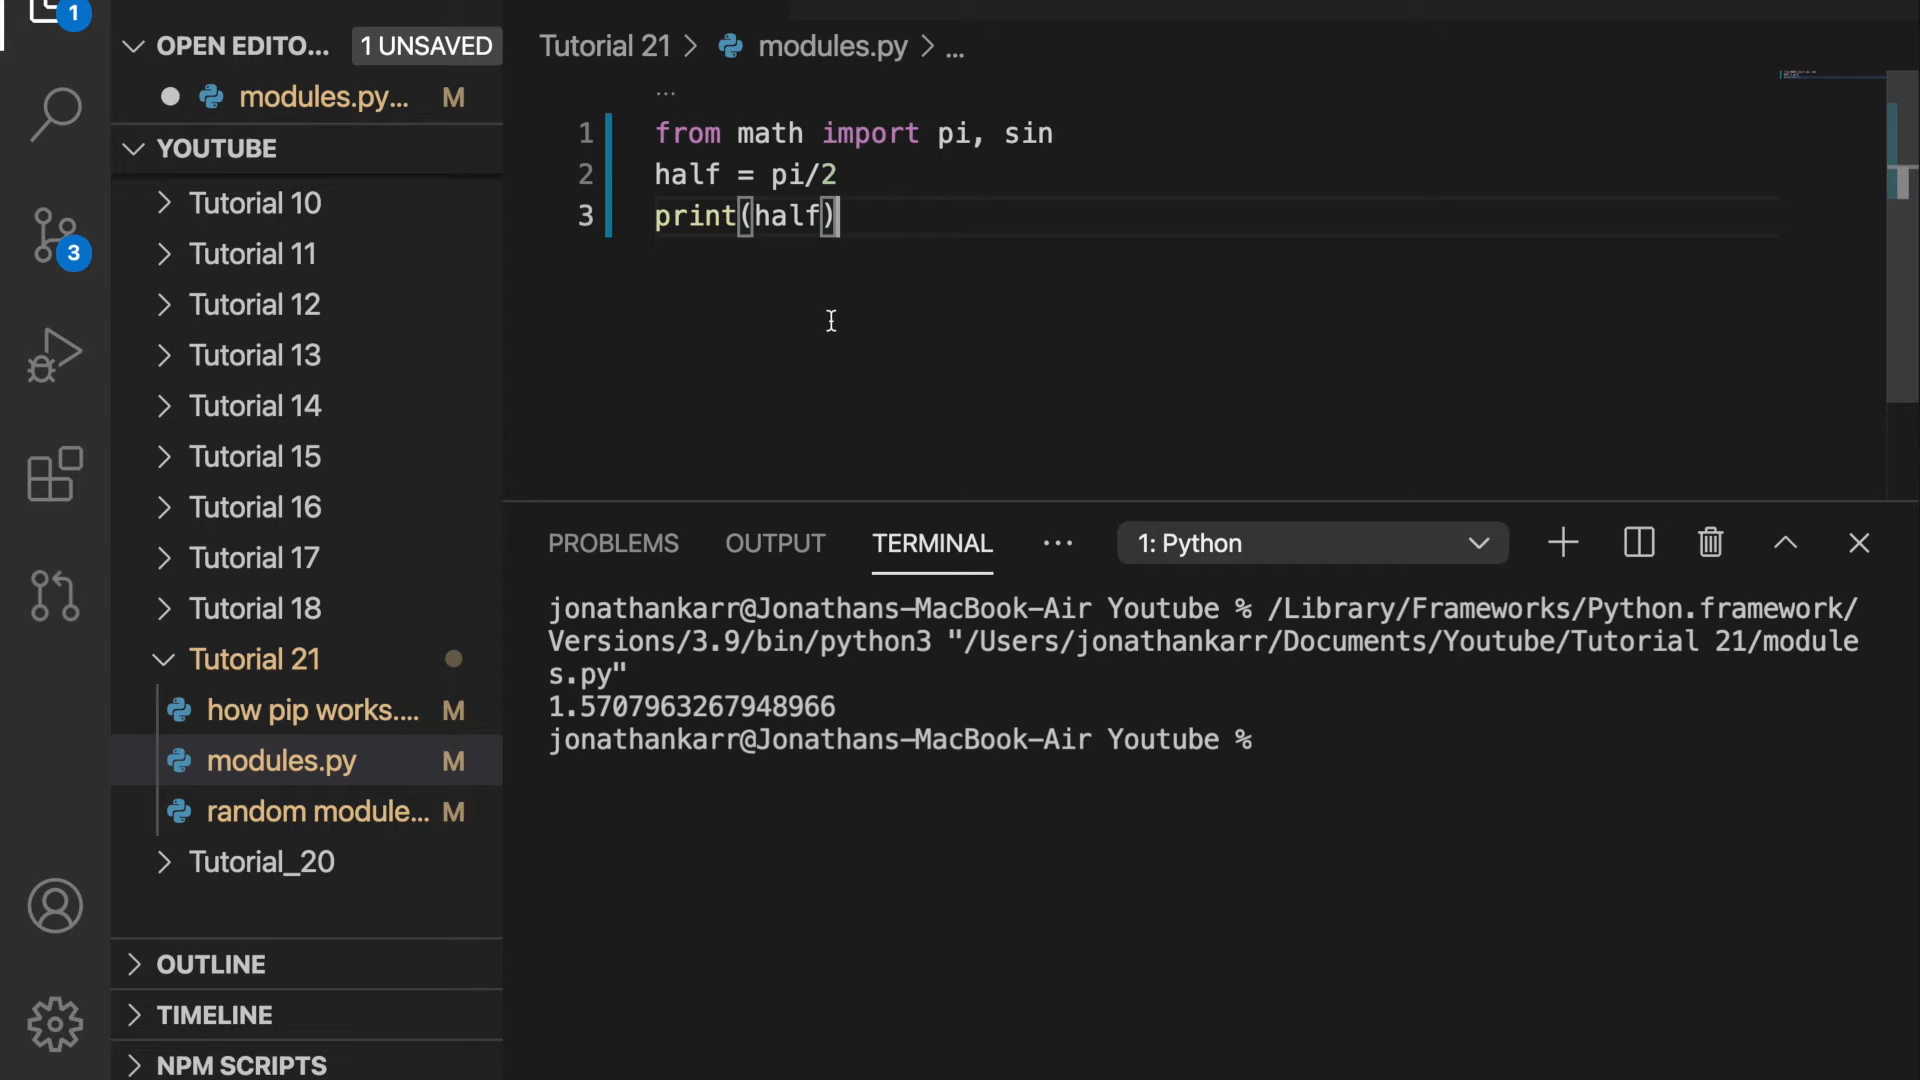 1
OPEN EDITO... 1 UNSAVED
modules.py... M
YOUTUBE
Tutorial 10
Tutorial 11
Tutorial 12
Tutorial 13
Tutorial 14
Tutorial 15
Tutorial 16
Tutorial 17
Tutorial 18
Tutorial 21
how pip works.... M
modules.py M
random module... M
Tutorial_20
OUTLINE
TIMELINE
NPM SCRIPTS
3
Tutorial 21 > modules.py > ...
...
1 from math import pi, sin
2 half = pi/2
3 print(half)
PROBLEMS OUTPUT TERMINAL ... 1: Python
jonathankarr@Jonathans-MacBook-Air Youtube % /Library/Frameworks/Python.framework/
Versions/3.9/bin/python3 "/Users/jonathankarr/Documents/Youtube/Tutorial 21/module
s.py"
1.5707963267948966
jonathankarr@Jonathans-MacBook-Air Youtube %